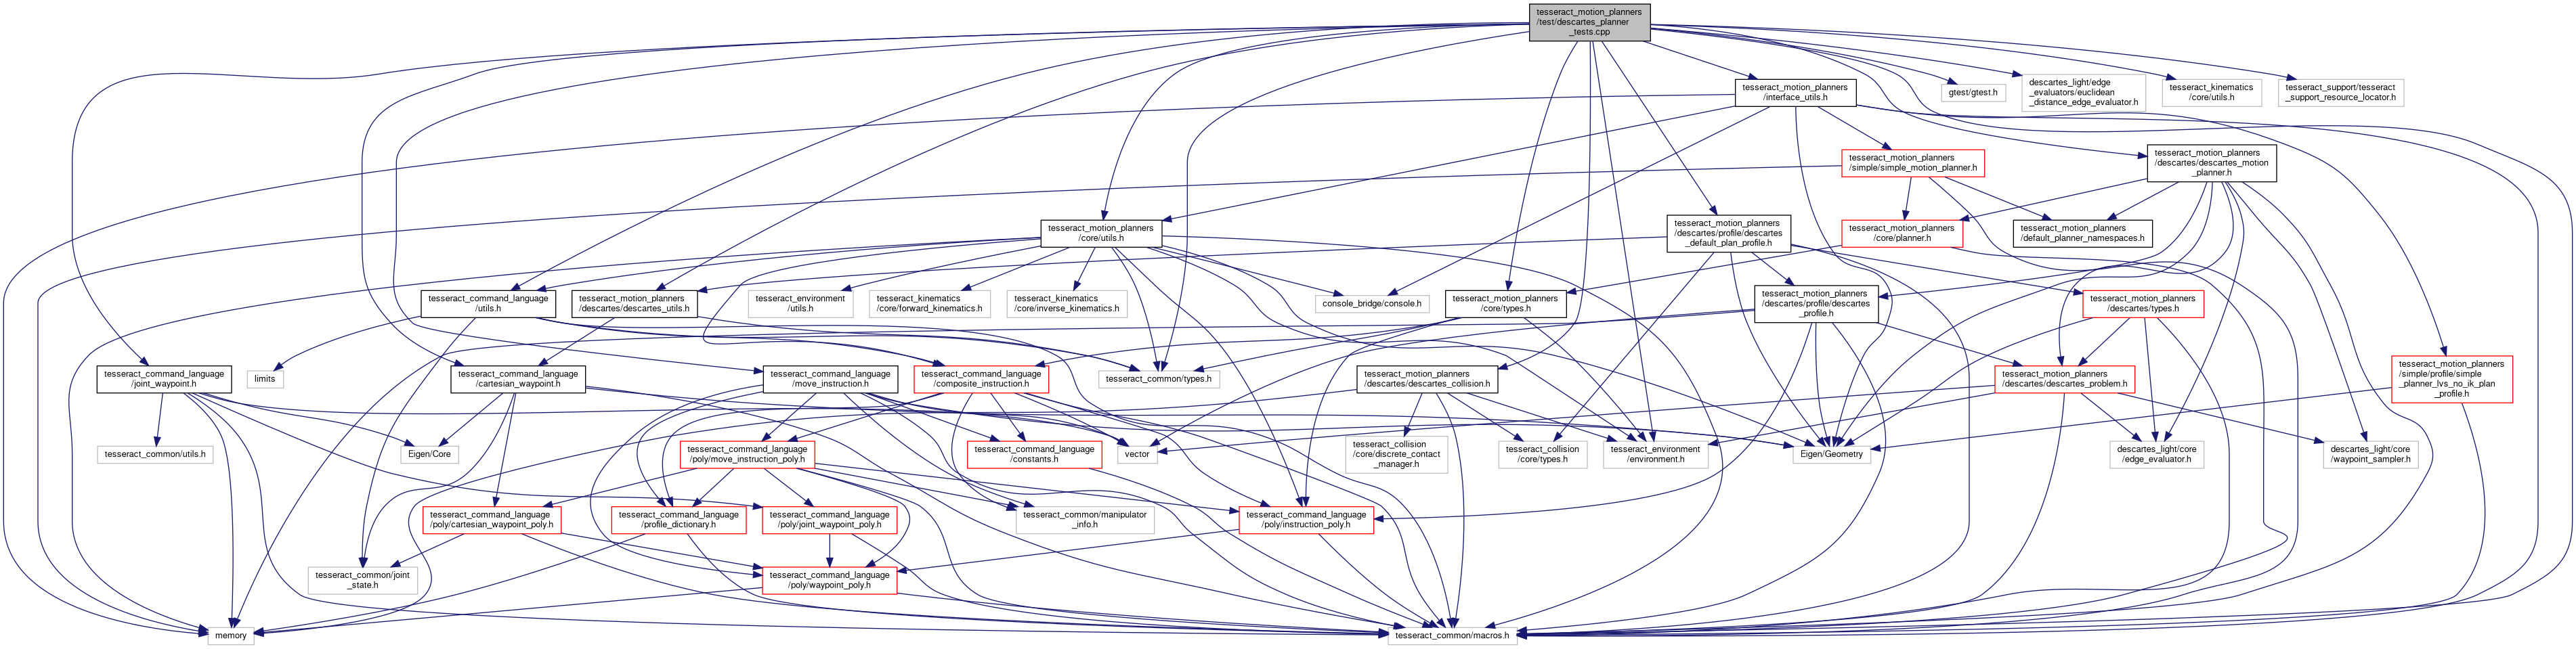 tesseract_motion_planners
/test/descartes_planner
_tests.cpp
tesseract_motion_planners
/interface_utils.h
gtest/gtest.h
descartes_light/edge
_evaluators/euclidean
_distance_edge_evaluator.h
tesseract_kinematics
/core/utils.h
tesseract_support/tesseract
_support_resource_locator.h
tesseract_motion_planners
/simple/simple_motion_planner.h
tesseract_motion_planners
/descartes/descartes_motion
_planner.h
tesseract_motion_planners
/core/utils.h
tesseract_motion_planners
/descartes/profile/descartes
_default_plan_profile.h
tesseract_motion_planners
/core/planner.h
tesseract_motion_planners
/default_planner_namespaces.h
tesseract_command_language
/utils.h
tesseract_motion_planners
/descartes/descartes_utils.h
tesseract_environment
/utils.h
tesseract_kinematics
/core/forward_kinematics.h
tesseract_kinematics
/core/inverse_kinematics.h
console_bridge/console.h
tesseract_motion_planners
/core/types.h
tesseract_motion_planners
/descartes/profile/descartes
_profile.h
tesseract_motion_planners
/descartes/types.h
tesseract_command_language
/joint_waypoint.h
limits
tesseract_command_language
/cartesian_waypoint.h
tesseract_command_language
/move_instruction.h
tesseract_command_language
/composite_instruction.h
tesseract_common/types.h
tesseract_motion_planners
/descartes/descartes_collision.h
tesseract_motion_planners
/descartes/descartes_problem.h
tesseract_motion_planners
/simple/profile/simple
_planner_lvs_no_ik_plan
_profile.h
tesseract_common/utils.h
Eigen/Core
tesseract_command_language
/poly/move_instruction_poly.h
tesseract_command_language
/constants.h
vector
tesseract_collision
/core/discrete_contact
_manager.h
tesseract_collision
/core/types.h
tesseract_environment
/environment.h
Eigen/Geometry
descartes_light/core
/edge_evaluator.h
descartes_light/core
/waypoint_sampler.h
tesseract_command_language
/poly/cartesian_waypoint_poly.h
tesseract_command_language
/profile_dictionary.h
tesseract_command_language
/poly/joint_waypoint_poly.h
tesseract_common/manipulator
_info.h
tesseract_command_language
/poly/instruction_poly.h
tesseract_common/joint
_state.h
tesseract_command_language
/poly/waypoint_poly.h
memory
tesseract_common/macros.h